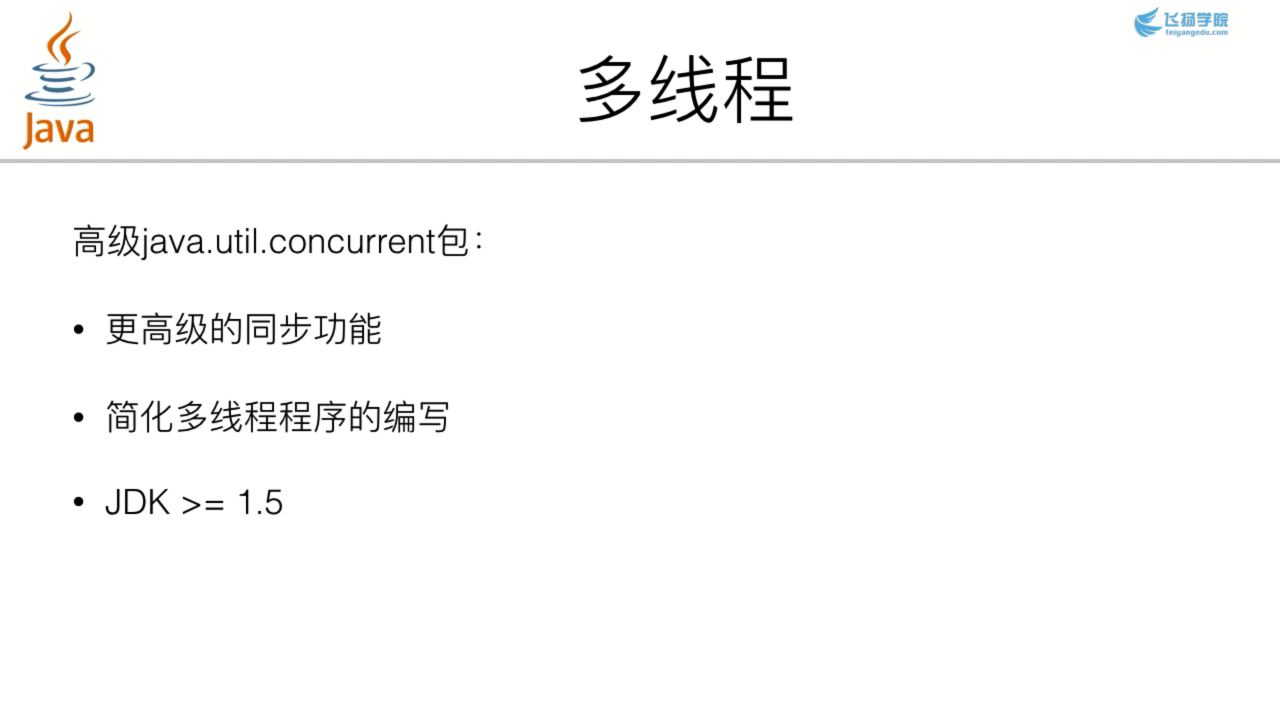 飞扬学院
feiyangedu.com
Java
多线程
高级java.util.concurrent包：
• 更高级的同步功能
• 简化多线程程序的编写
• JDK >= 1.5